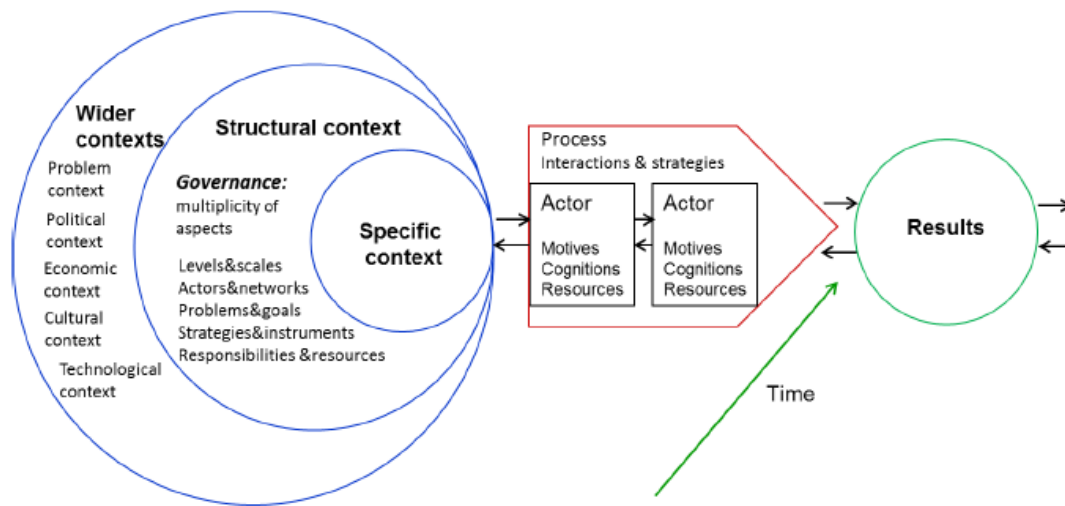 Wider
contexts
Problem
context
Political
context
Economic
context
Cultural
context
Technological
context
Structural context
Governance:
multiplicity of
aspects
Levels&scales
Actors&networks
Problems&goals
Strategies&instruments
Responsibilities &resources
Specific
context
Process
Interactions & strategies
Actor
Motives
Cognitions
Resources
Actor
Motives
Cognitions
Resources
Results
Time